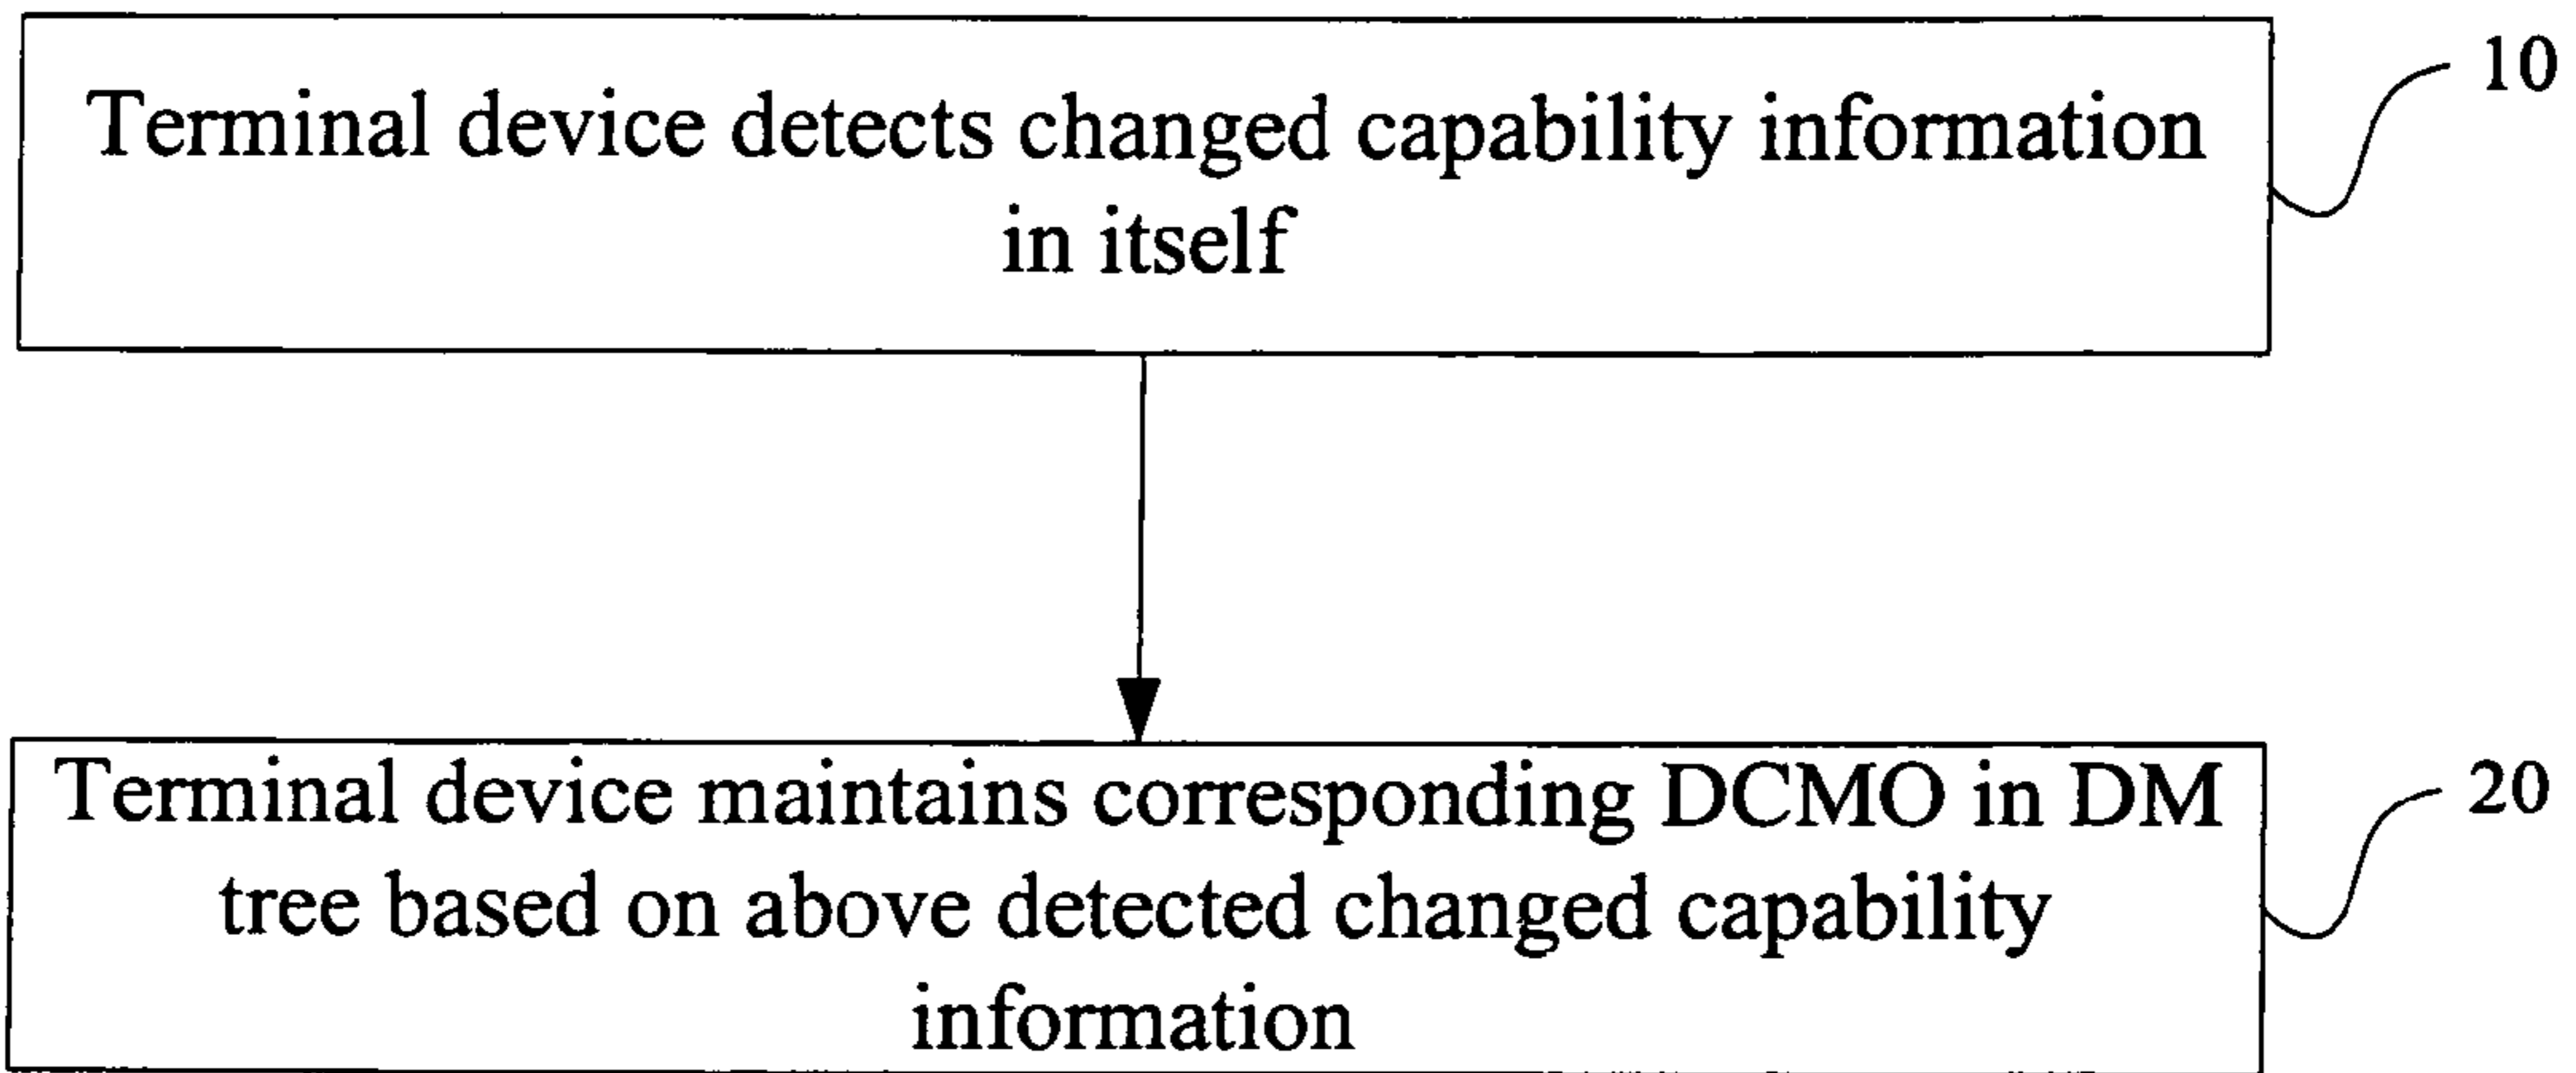 Terminal device detects changed capability information
in itself
10
Terminal device maintains corresponding DCMO in DM
tree based on above detected changed capability
information
20